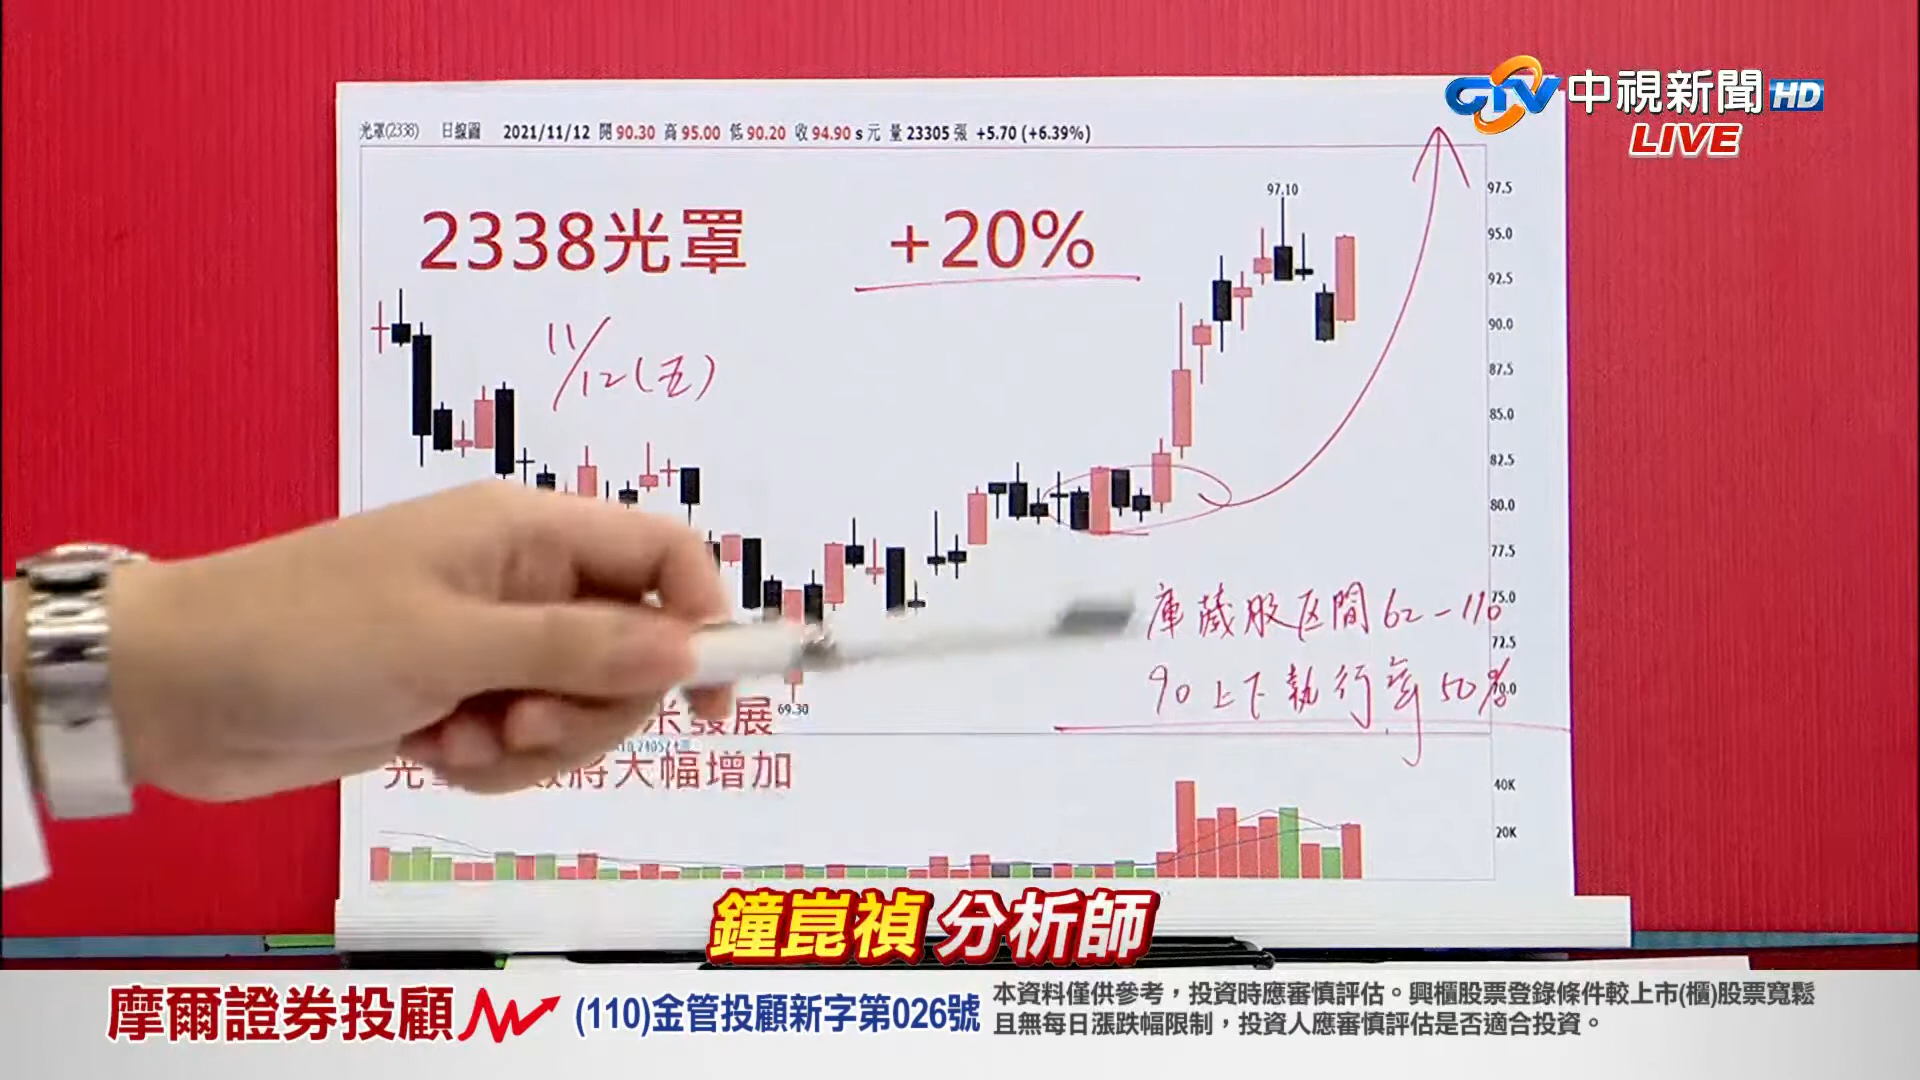 CTV 中視新聞 HD
LIVE
光罩(2338) 日線圖 2021/11/12 開 90.30 高 95.00 低 90.20 收 94.90 s 元 量 23305 張 +5.70 (+6.39%)
2338光罩 +20%
97.10
97.5
95.0
92.5
90.0
87.5
85.0
82.5
80.0
77.5
75.0
72.5
70.0
11/12(五)
庫藏股区間62-110
90上下執行率50%
69.30
米發展
將大幅增加
40K
20K
鐘崑禎 分析師
摩爾證券投顧 (110)金管投顧新字第026號
本資料僅供參考，投資時應審慎評估。興櫃股票登錄條件較上市(櫃)股票寬鬆
且無每日漲跌幅限制，投資人應審慎評估是否適合投資。